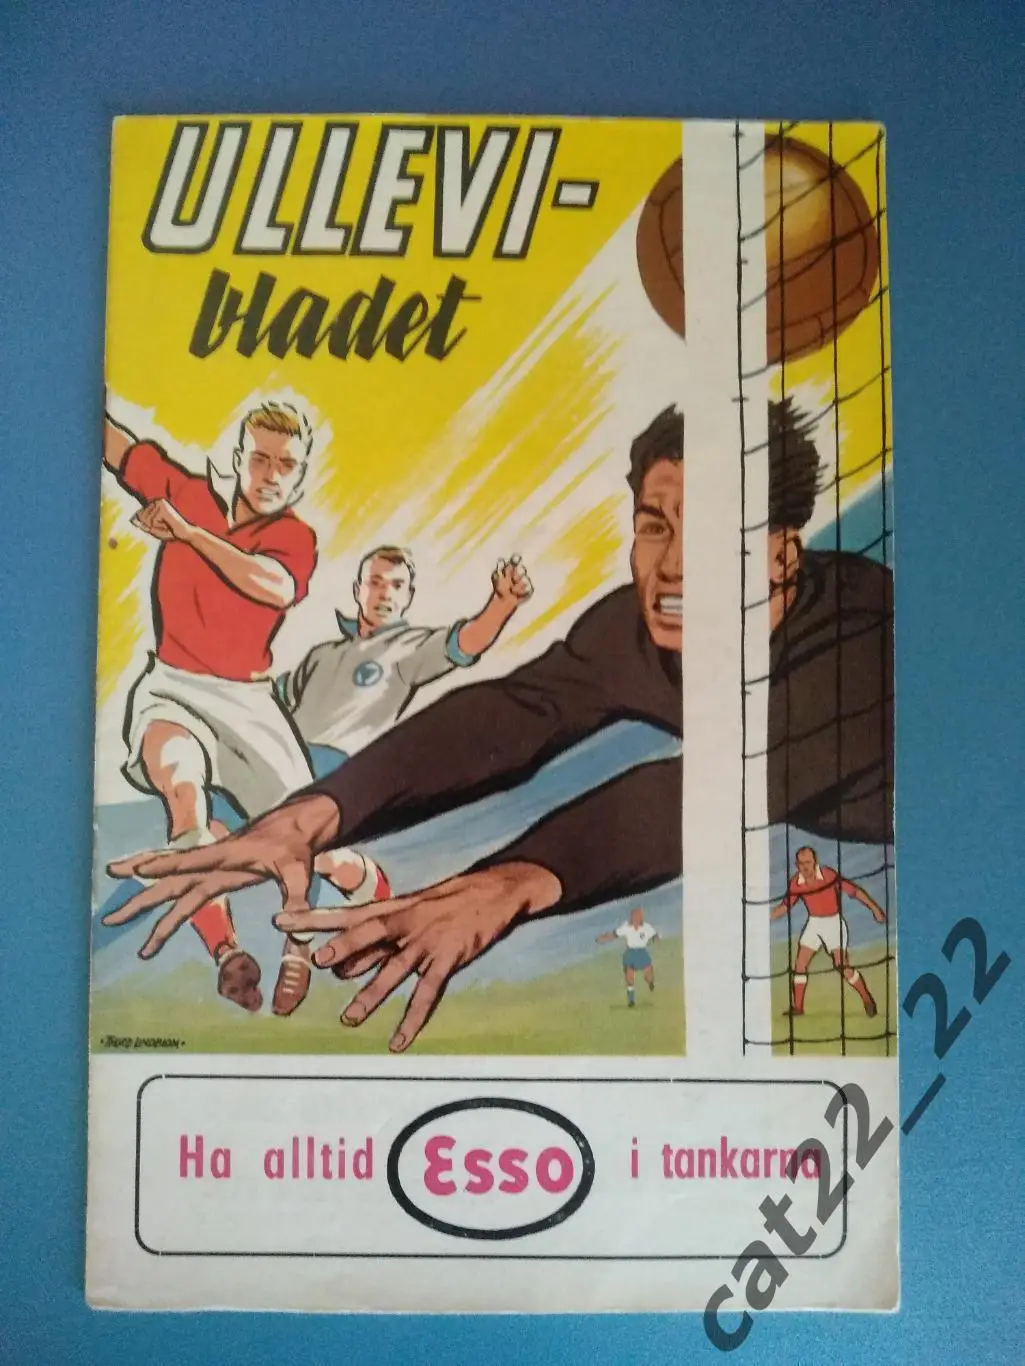 ULLEVI-
bladet
Ha alltid Esso i tankarna
cat22_22